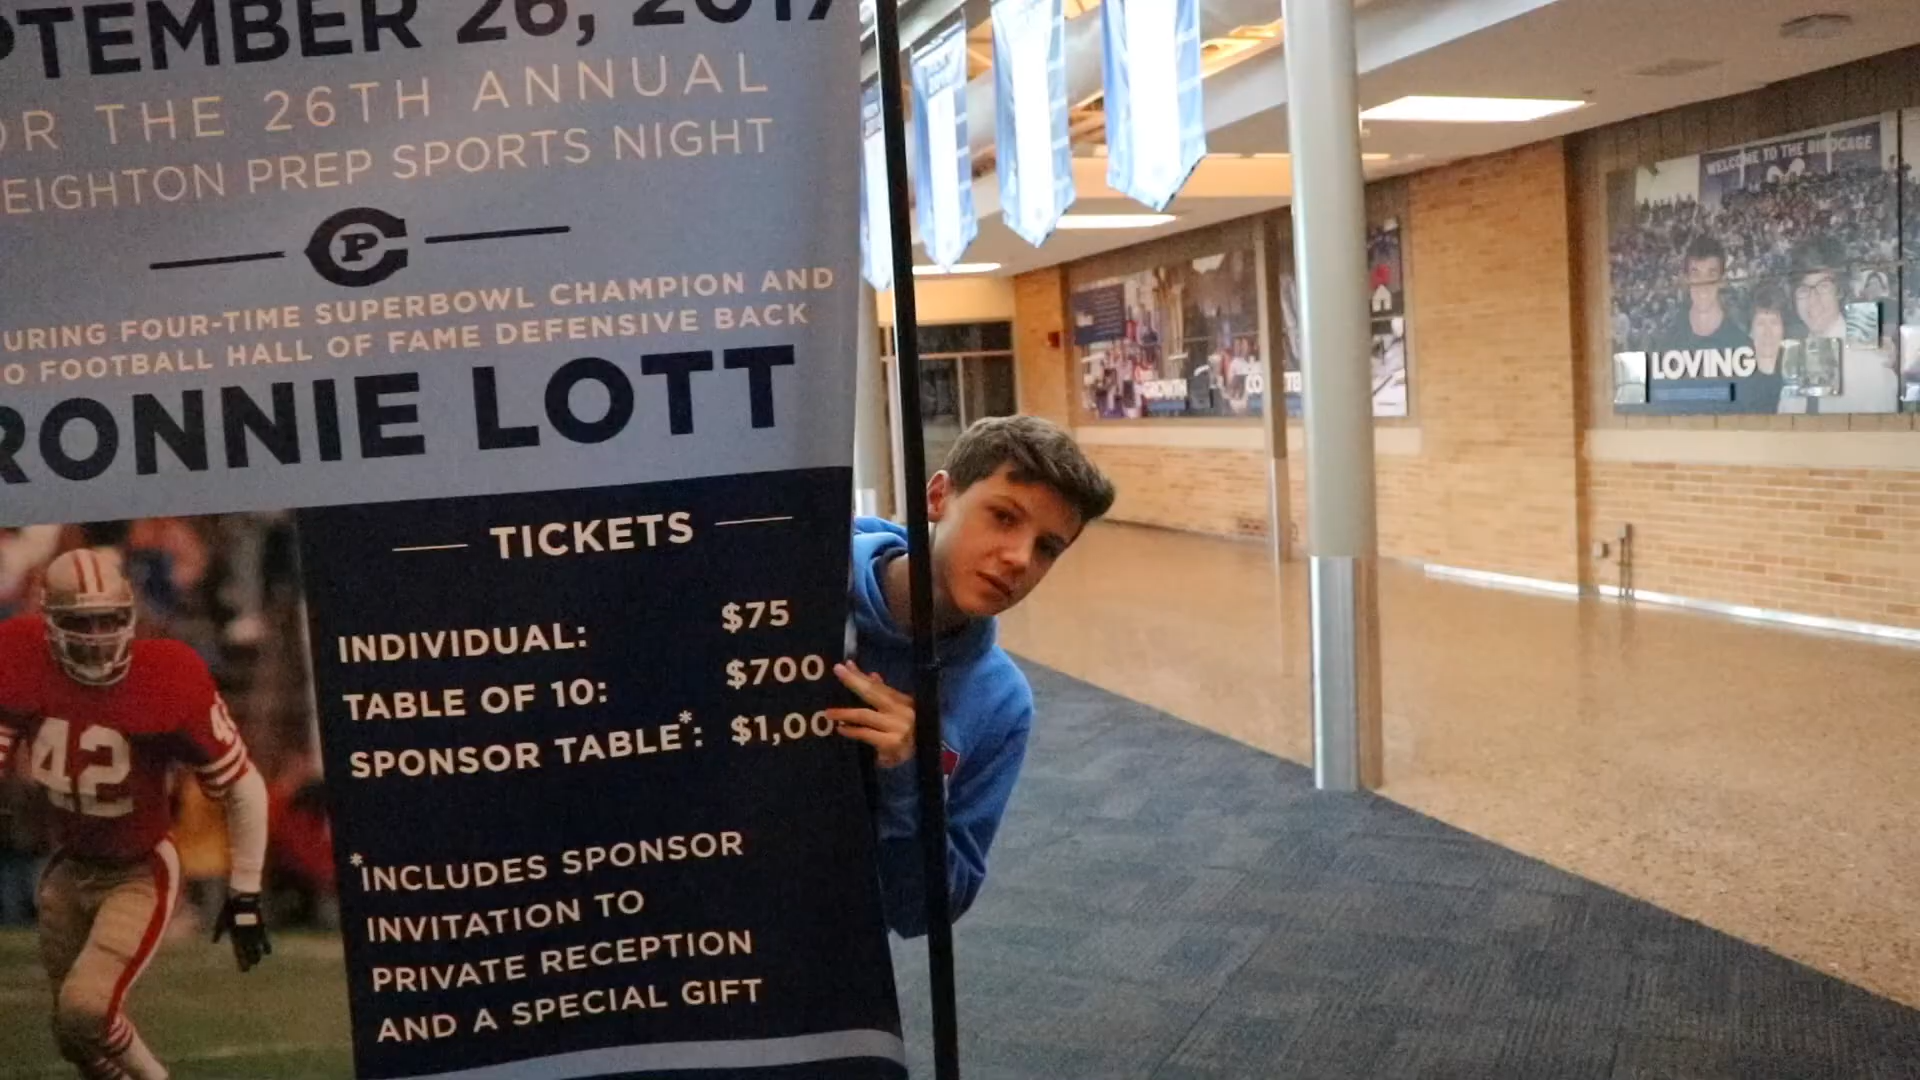 PTEMBER 26, 2017
OR THE 26TH ANNUAL
EIGHTON PREP SPORTS NIGHT
CP
URING FOUR-TIME SUPERBOWL CHAMPION AND
O FOOTBALL HALL OF FAME DEFENSIVE BACK
RONNIE LOTT
TICKETS
INDIVIDUAL: $75
TABLE OF 10: $700
SPONSOR TABLE*: $1,00
*INCLUDES SPONSOR
INVITATION TO
PRIVATE RECEPTION
AND A SPECIAL GIFT
42
WELCOME TO THE BIRDCAGE
LOVING
GROWTH